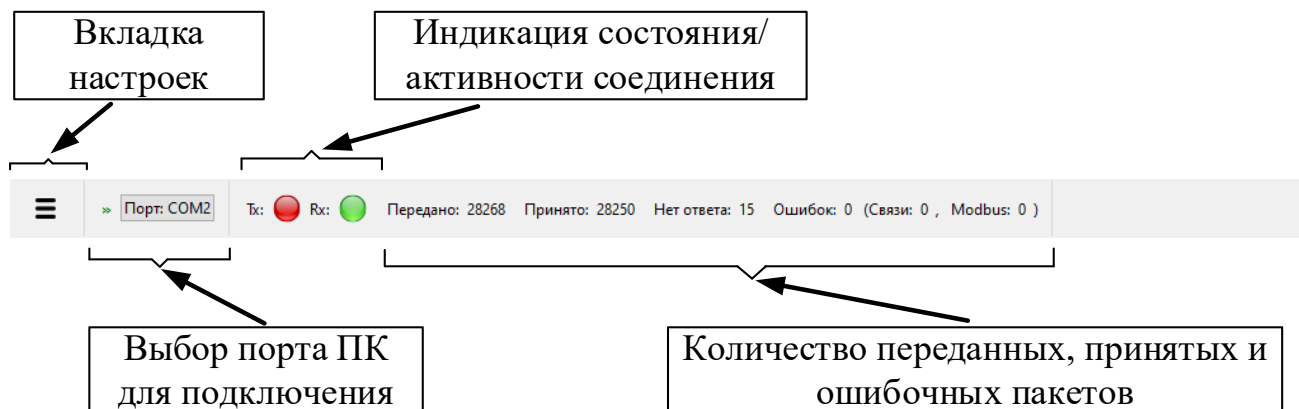 Вкладка
настроек
Индикация состояния/
активности соединения
» Порт: COM2 Tx: Rx: Передано: 28268 Принято: 28250 Нет ответа: 15 Ошибок: 0 (Связи: 0 , Modbus: 0 )
Выбор порта ПК
для подключения
Количество переданных, принятых и
ошибочных пакетов